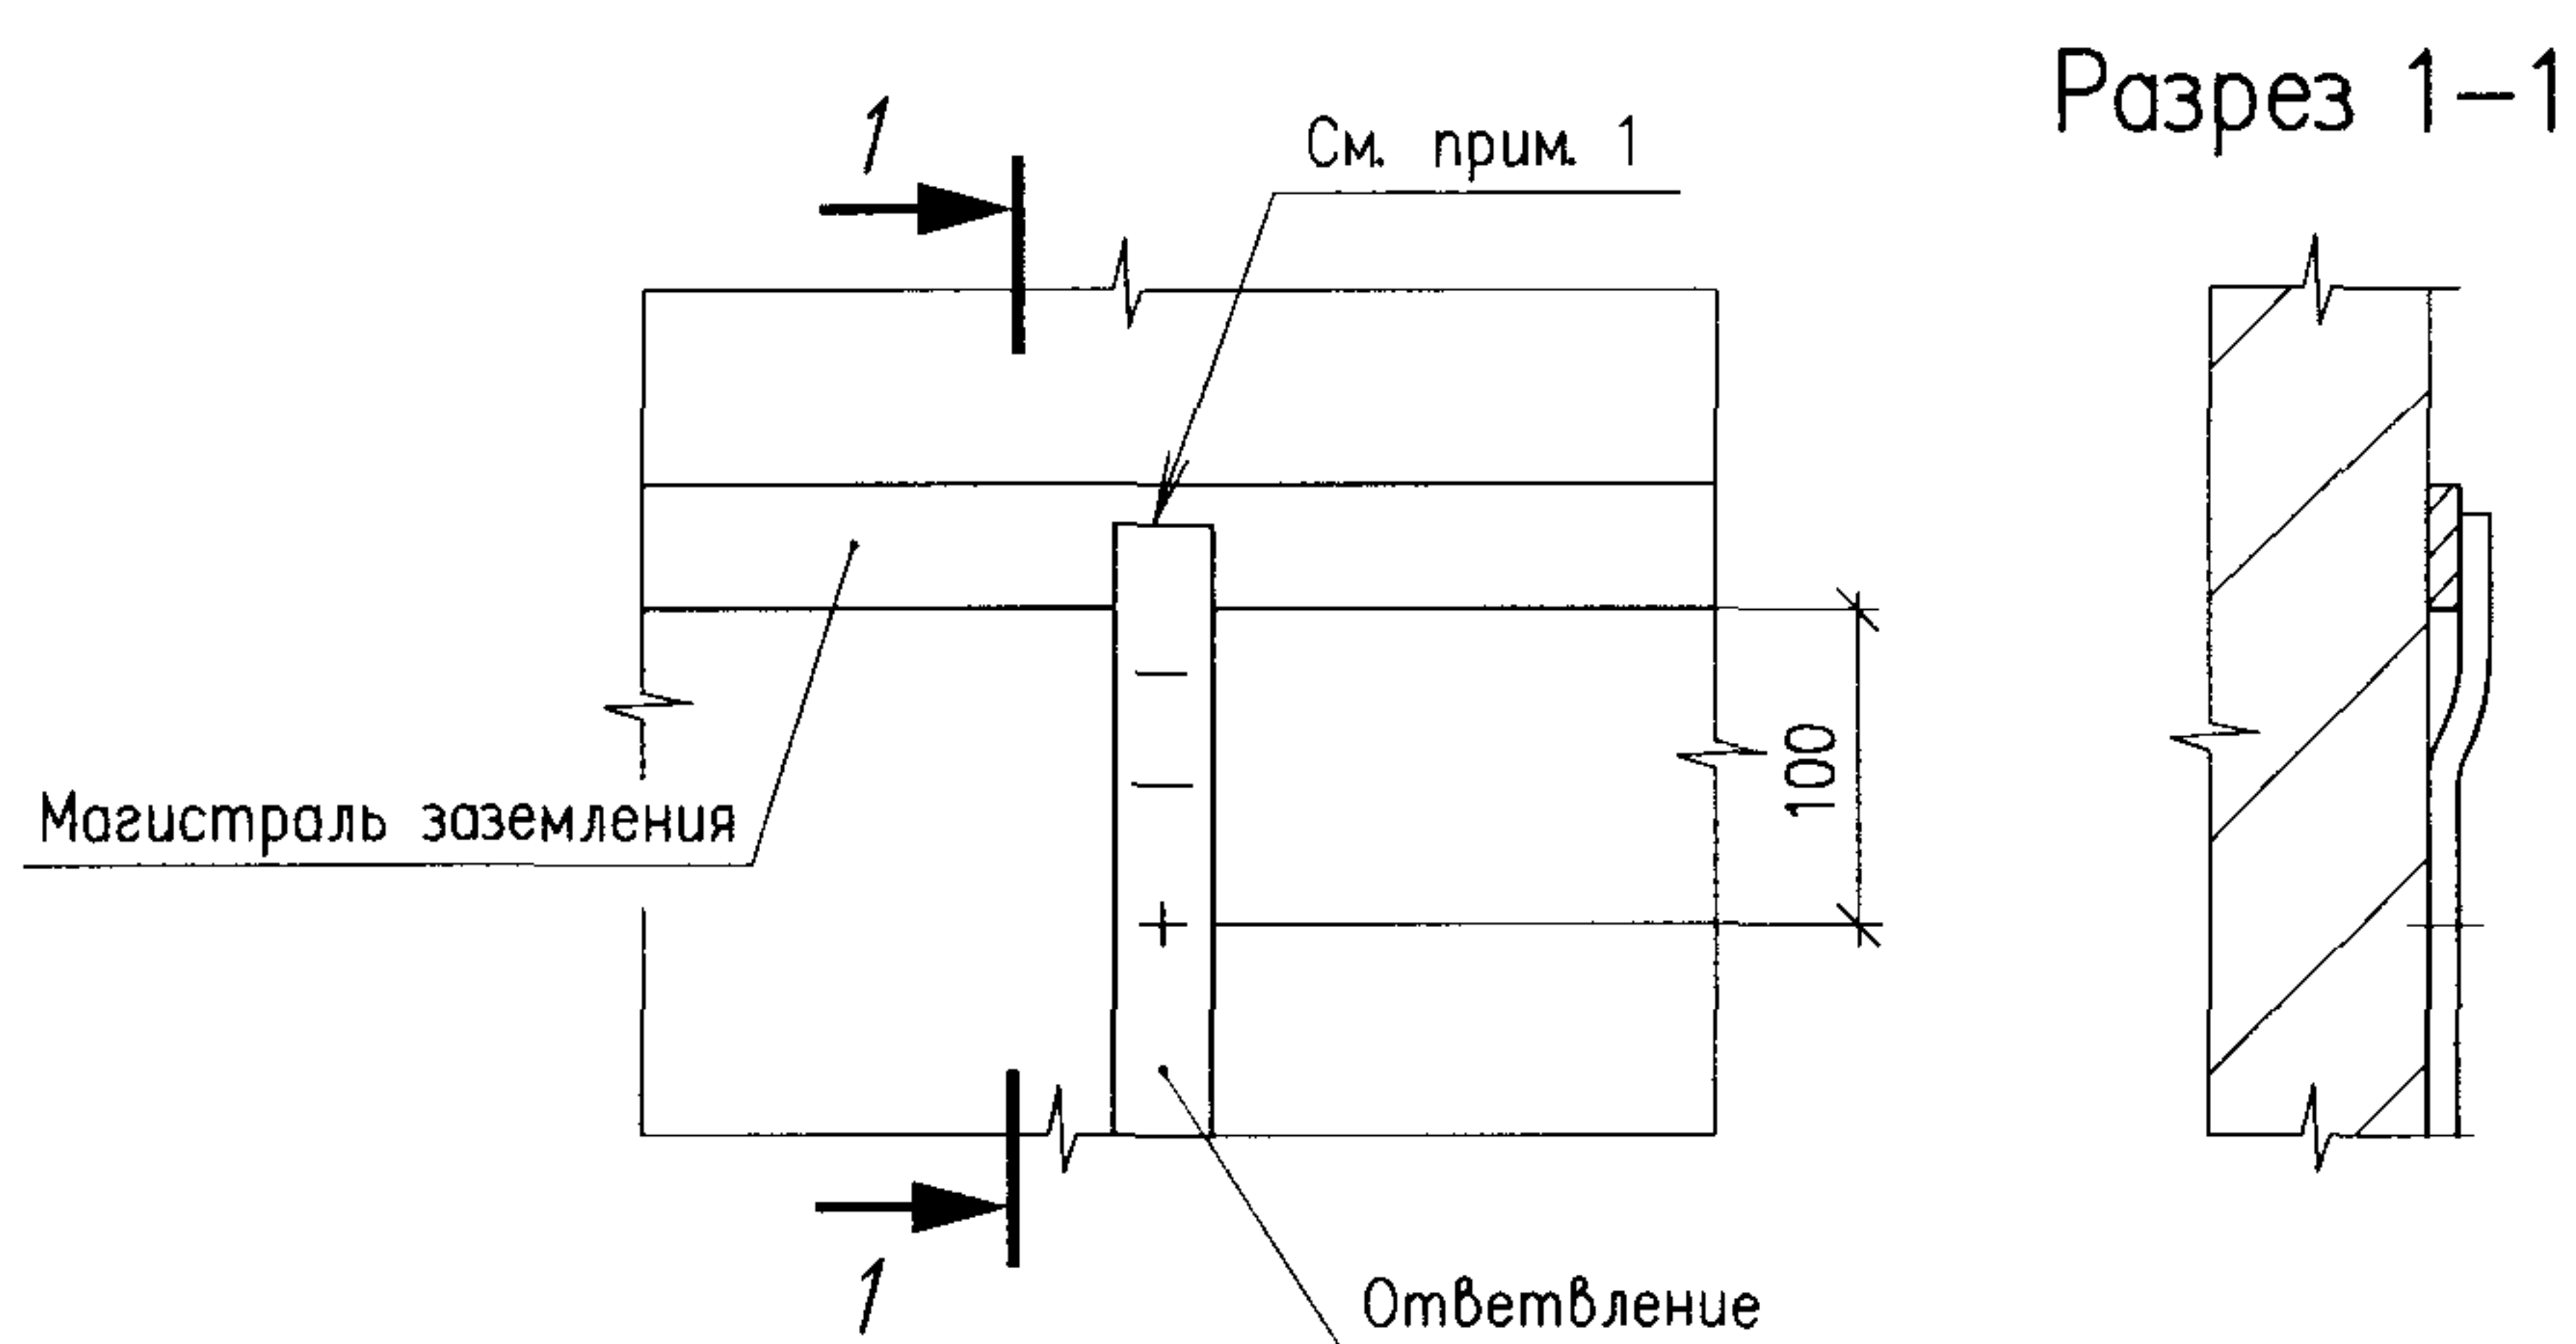 Разрез 1-1
1
См. прим. 1
Магистраль заземления
100
1
Ответвление